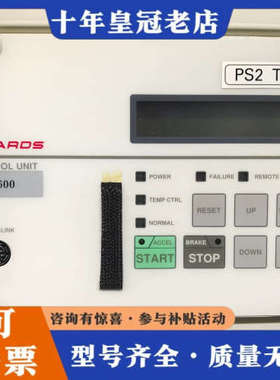 十年皇冠老店
PS2 T
ARDS
OL UNIT
600
LINK
POWER
FAILURE
REMOTE
TEMP CTRL
NORMAL
RESET
UP
ACCEL
START
BRAKE
STOP
DOWN
咨询有惊喜·参与补贴活动
可
票
型号齐全·质量无